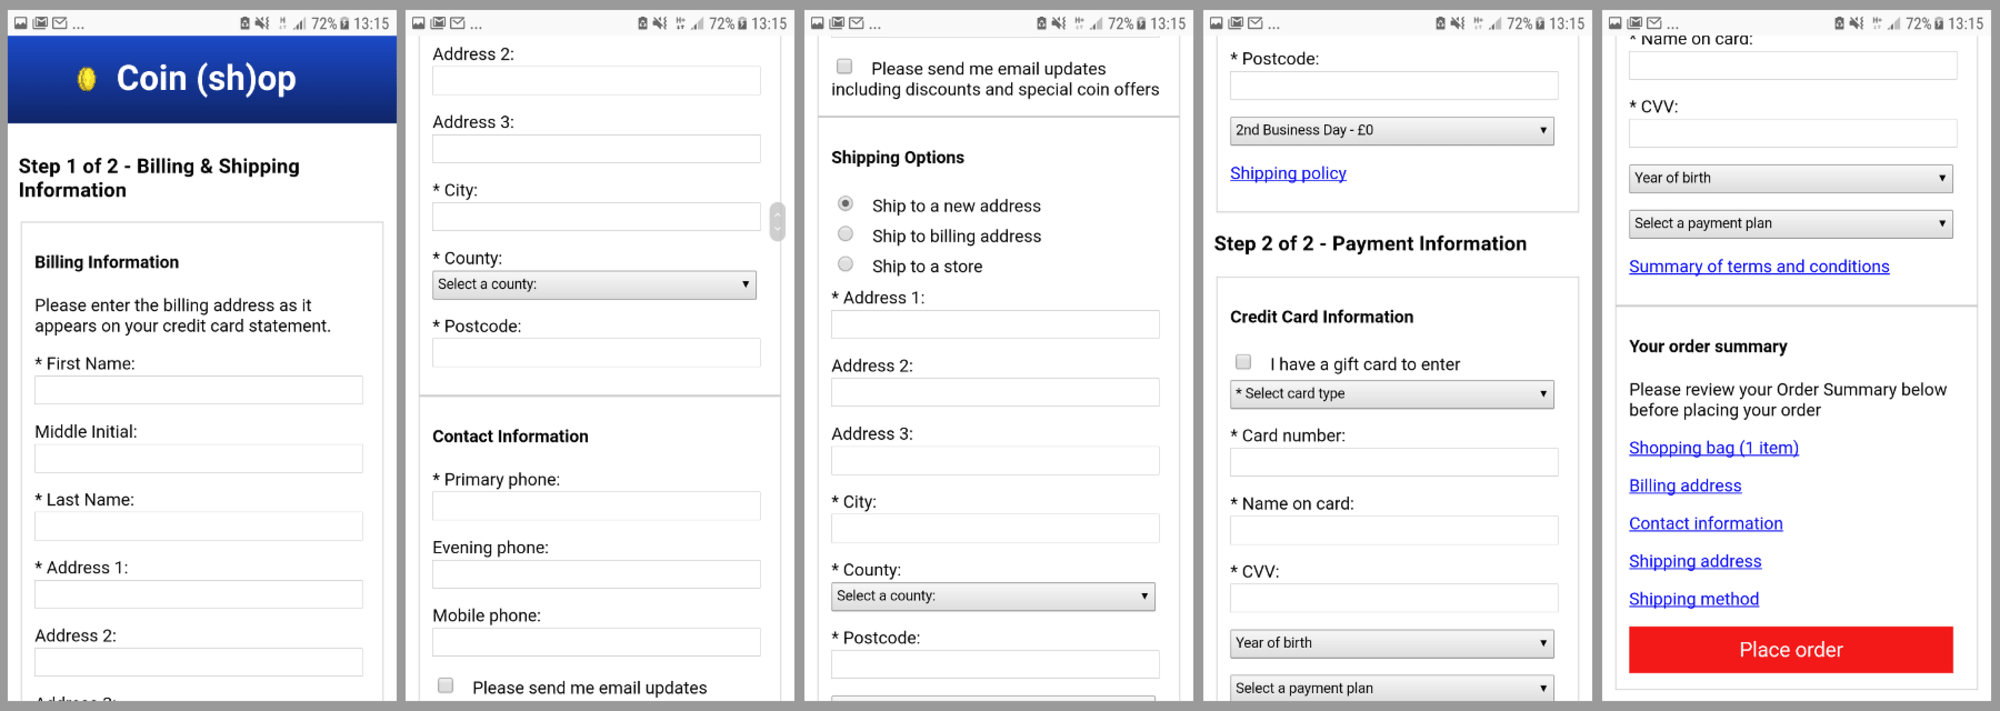 ... 72% 13:15
Coin (sh)op
Step 1 of 2 - Billing & Shipping
Information
Billing Information
Please enter the billing address as it
appears on your credit card statement.
* First Name:
Middle Initial:
* Last Name:
* Address 1:
Address 2:
... H+ 72% 13:15
Address 2:
Address 3:
* City:
* County:
Select a county:
* Postcode:
Contact Information
* Primary phone:
Evening phone:
Mobile phone:
Please send me email updates
... H+ 72% 13:15
Please send me email updates
including discounts and special coin offers
Shipping Options
Ship to a new address
Ship to billing address
Ship to a store
* Address 1:
Address 2:
Address 3:
* City:
* County:
Select a county:
* Postcode:
... H+ 72% 13:15
* Postcode:
2nd Business Day - £0
Shipping policy
Step 2 of 2 - Payment Information
Credit Card Information
I have a gift card to enter
* Select card type
* Card number:
* Name on card:
* CVV:
Year of birth
Select a payment plan
... H+ 72% 13:15
* Name on card:
* CVV:
Year of birth
Select a payment plan
Summary of terms and conditions
Your order summary
Please review your Order Summary below
before placing your order
Shopping bag (1 item)
Billing address
Contact information
Shipping address
Shipping method
Place order